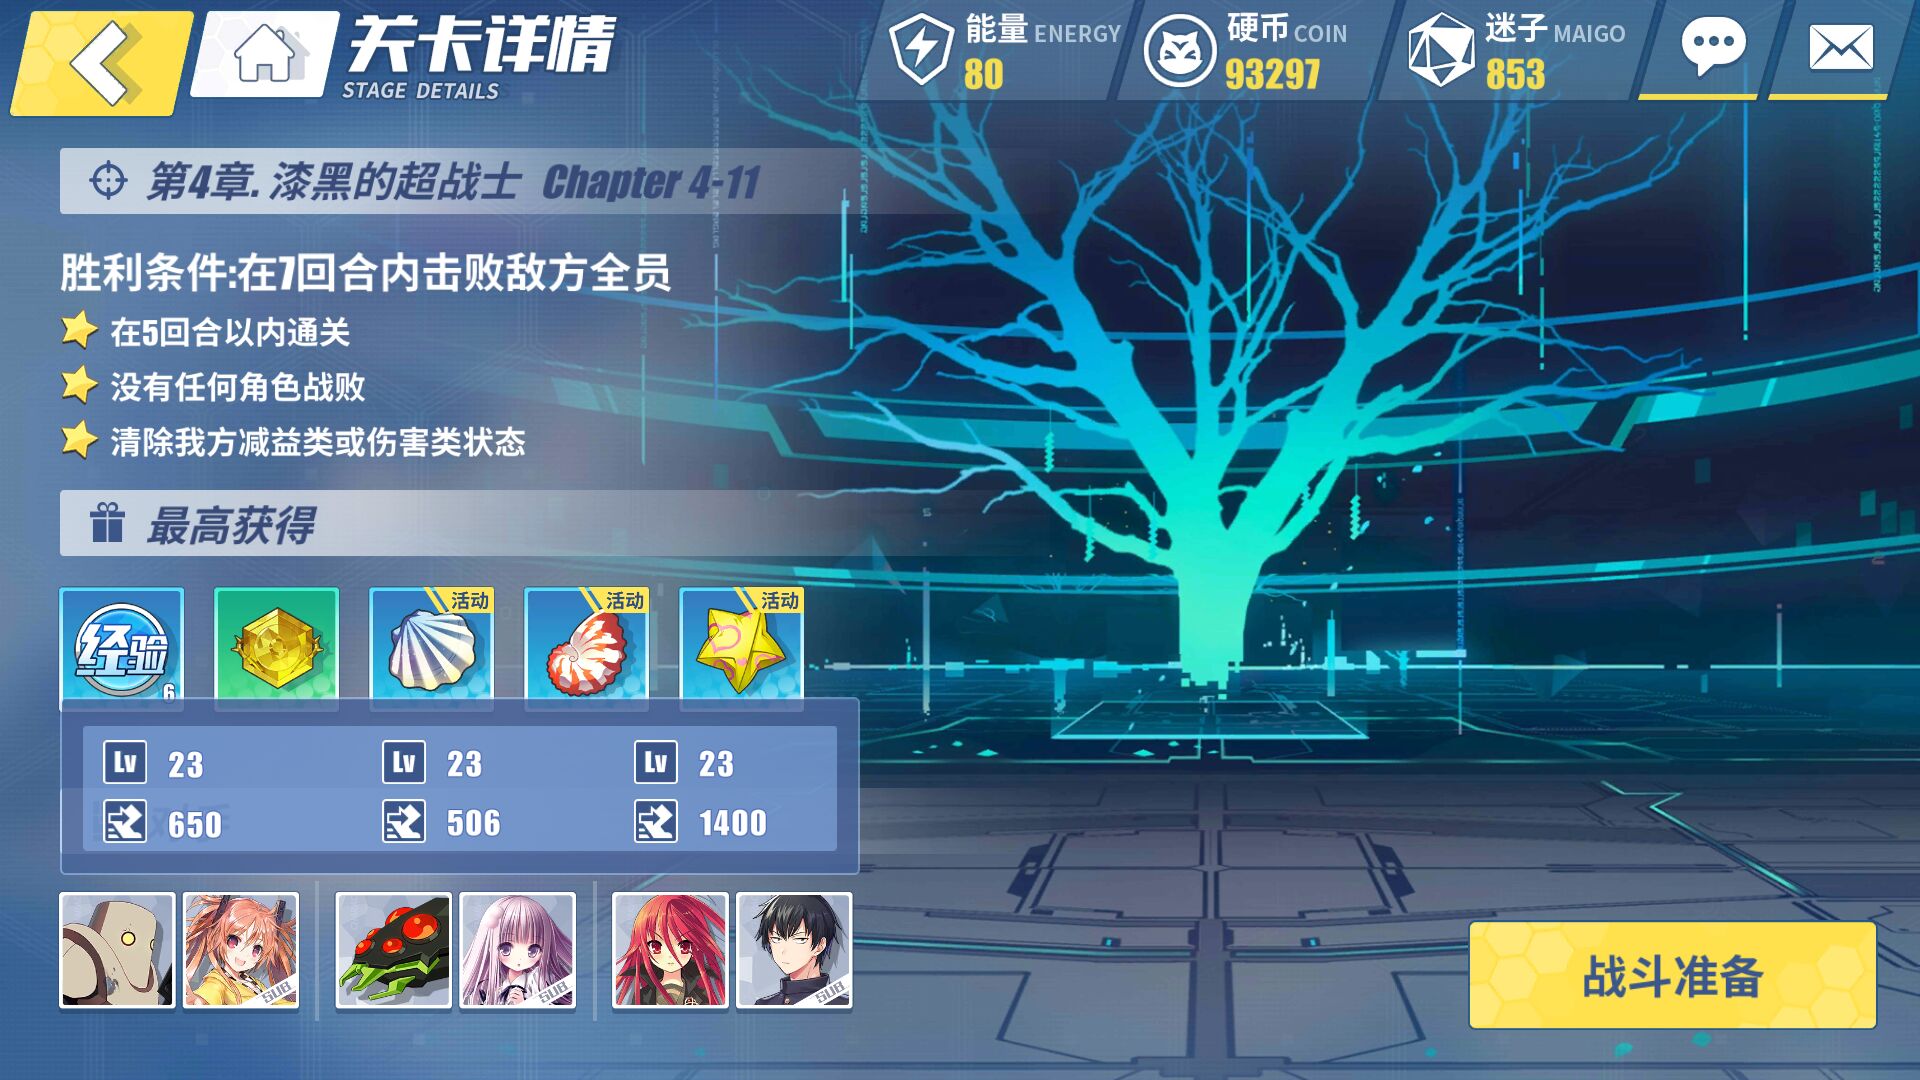 关卡详情
STAGE DETAILS
能量 ENERGY
80
硬币 COIN
93297
迷子 MAIGO
853
第4章. 漆黑的超战士 Chapter 4-11
胜利条件:在7回合内击败敌方全员
在5回合以内通关
没有任何角色战败
清除我方减益类或伤害类状态
最高获得
经验
6
活动
活动
活动
Lv 23
Lv 23
Lv 23
650
506
1400
SUB
SUB
SUB
战斗准备